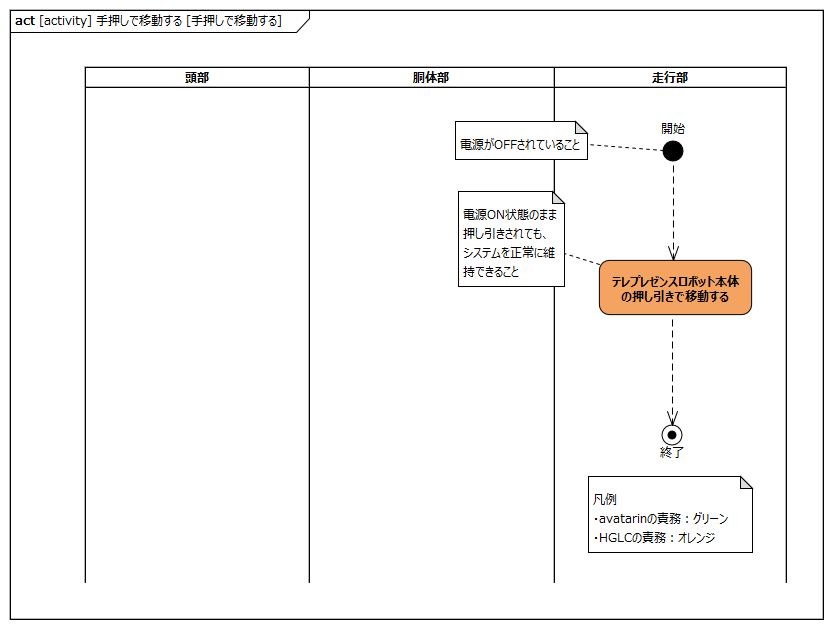 act [activity] 手押しで移動する [手押しで移動する]
頭部
胴体部
走行部
開始
電源がOFFされていること
電源ON状態のまま
押し引きされても、
システムを正常に維
持できること
テレプレゼンスロボット本体
の押し引きで移動する
終了
凡例
・avatarinの責務：グリーン
・HGLCの責務：オレンジ